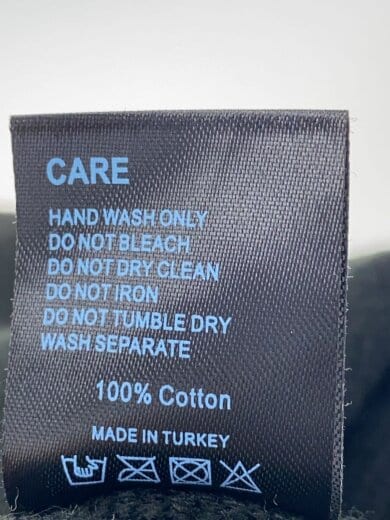 CARE
HAND WASH ONLY
DO NOT BLEACH
DO NOT DRY CLEAN
DO NOT IRON
DO NOT TUMBLE DRY
WASH SEPARATE
100% Cotton
MADE IN TURKEY